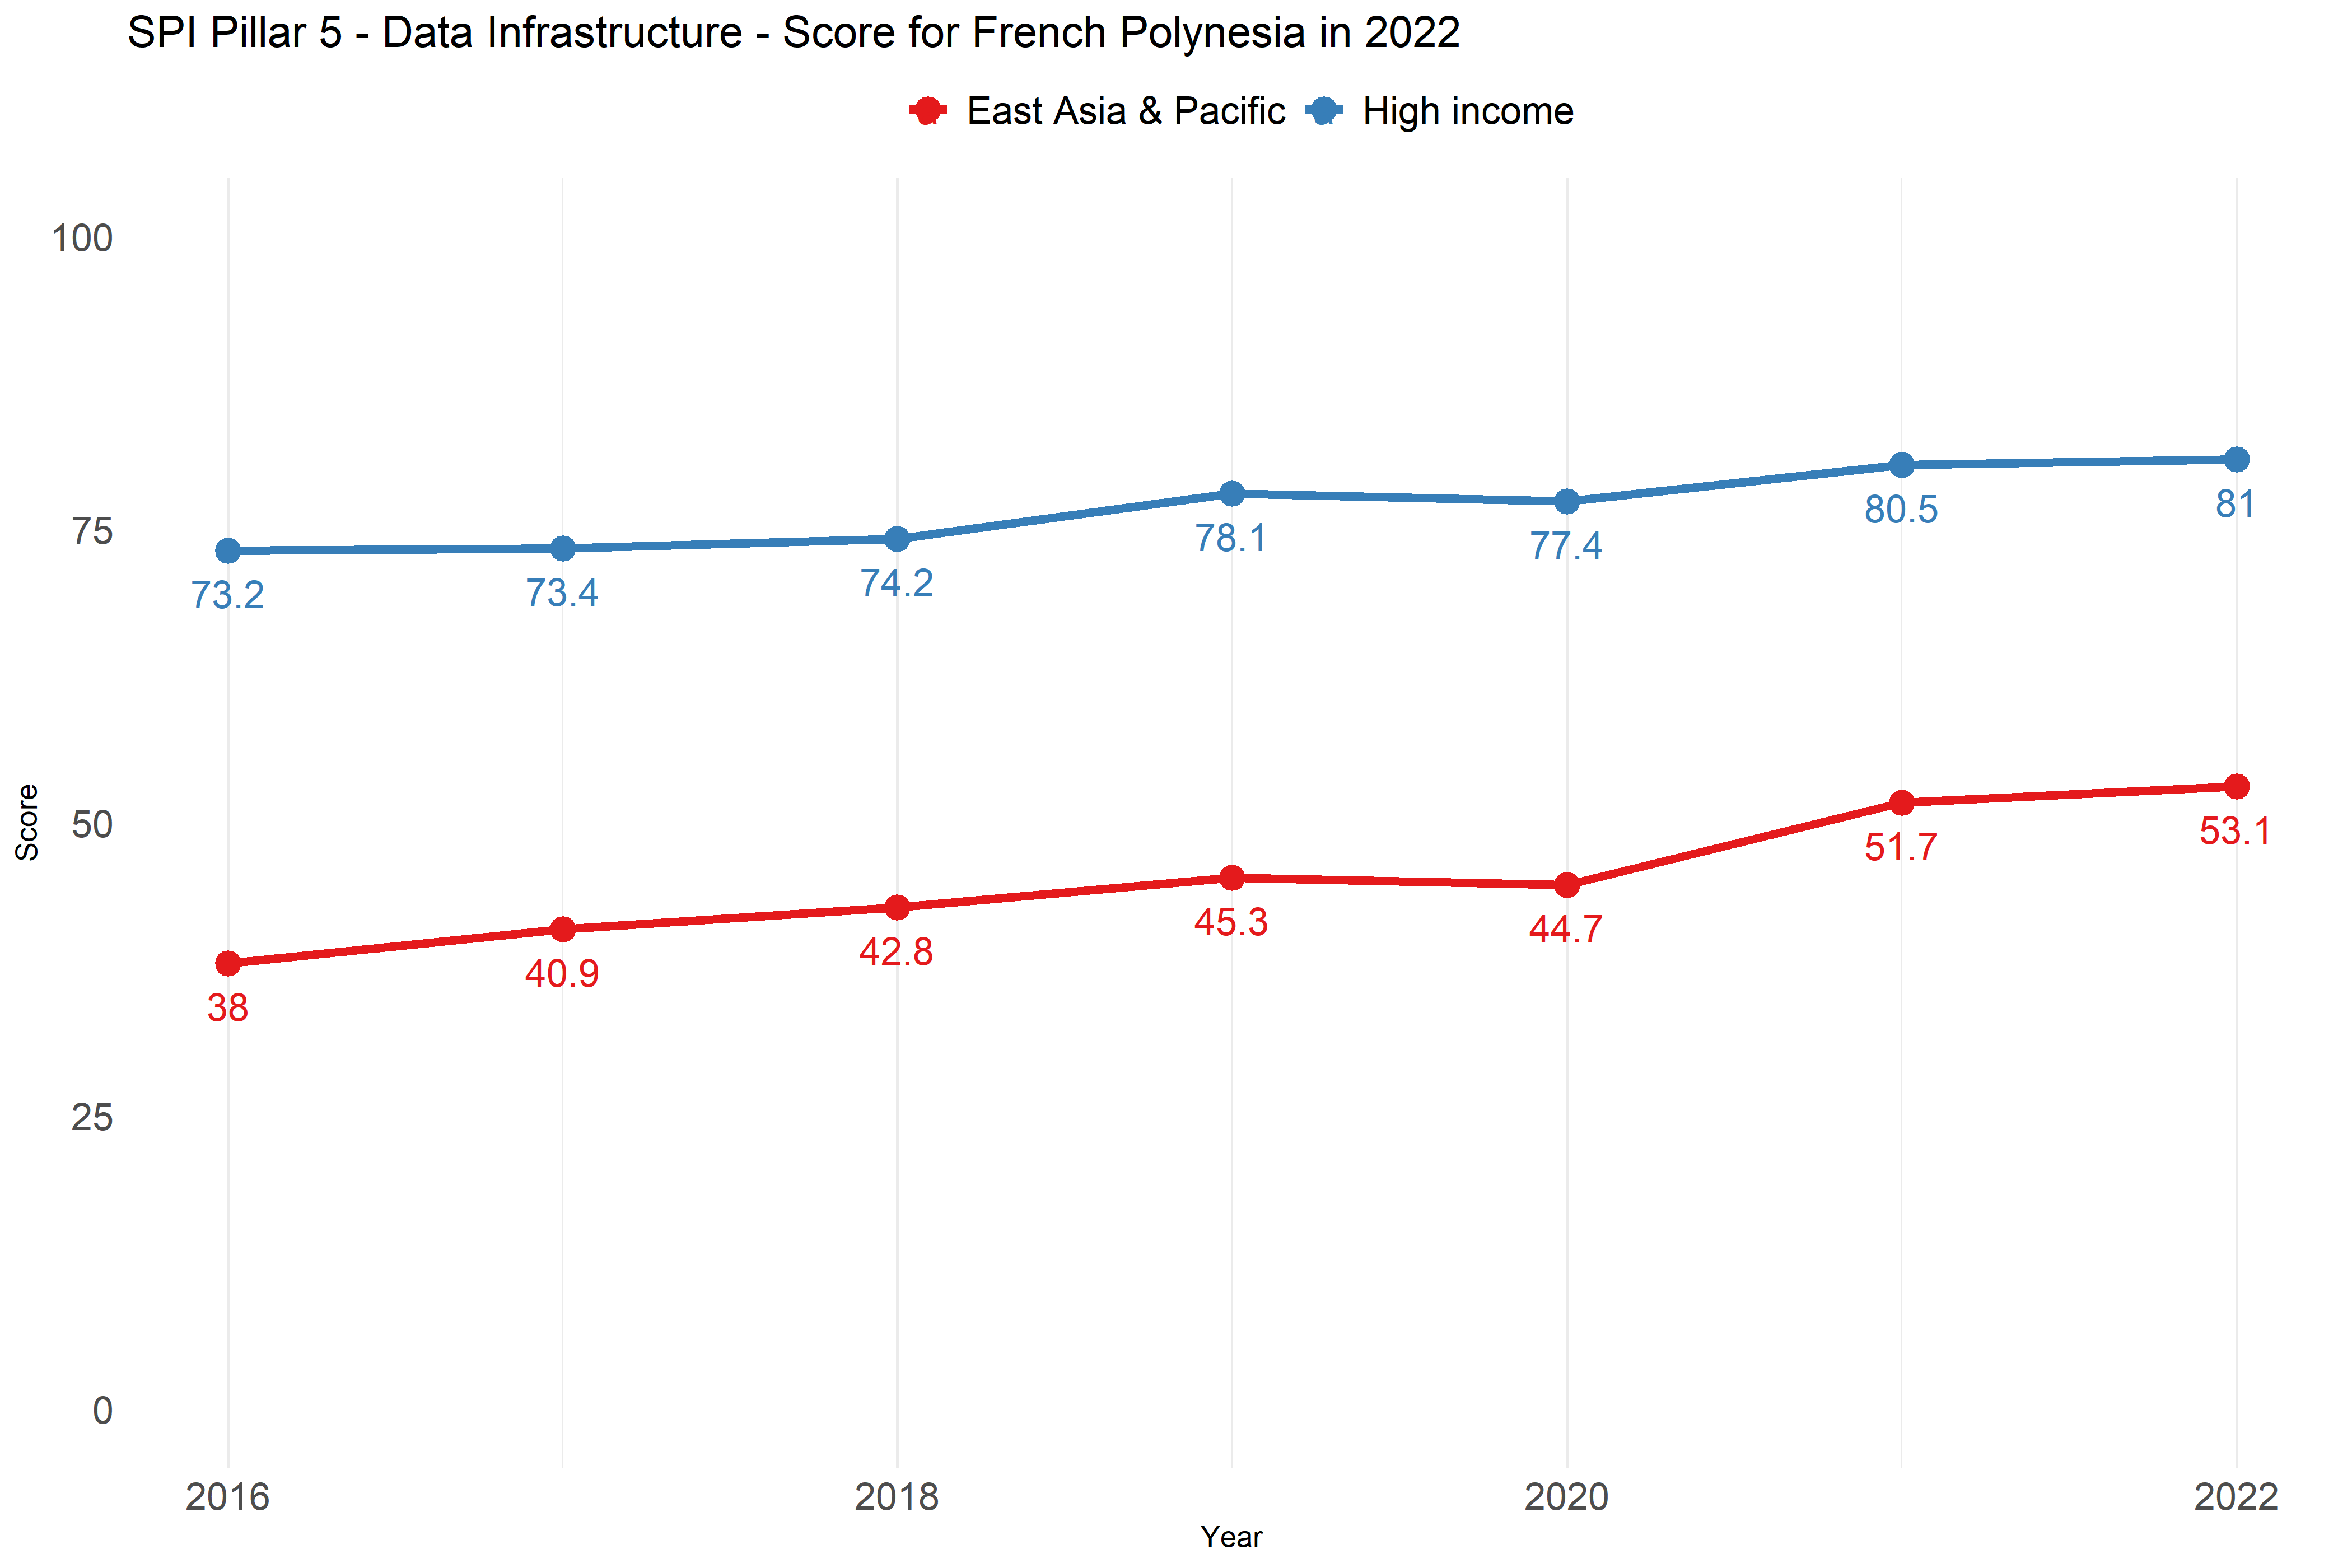 SPI Pillar 5 - Data Infrastructure - Score for French Polynesia in 2022
East Asia & Pacific High income
100
75
50
25
0
Score
73.2 73.4 74.2 78.1 77.4 80.5 81
38 40.9 42.8 45.3 44.7 51.7 53.1
2016 2018 2020 2022
Year